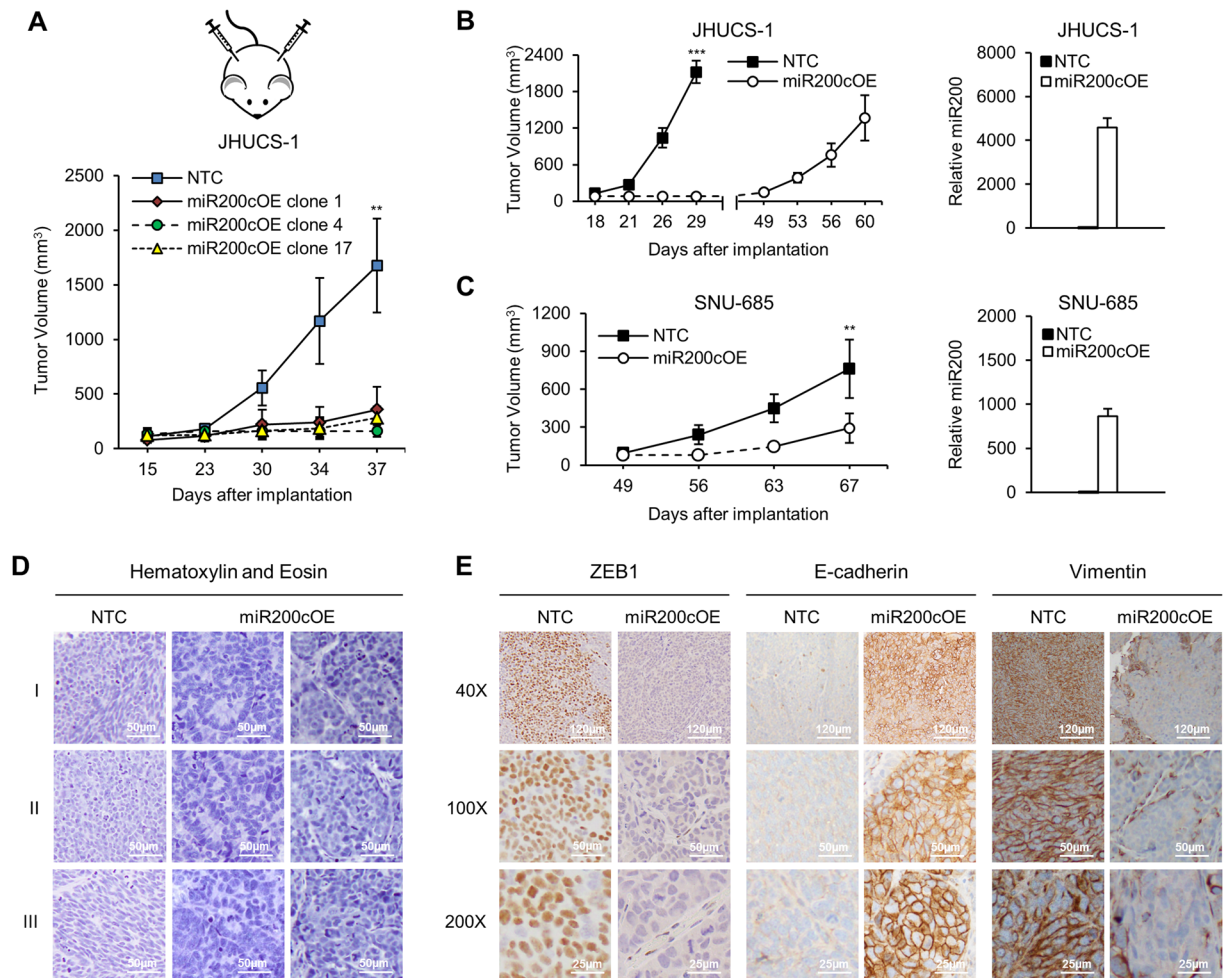 A
JHUCS-1
NTC
miR200cOE clone 1
miR200cOE clone 4
miR200cOE clone 17
**
Tumor Volume (mm³)
2500
2000
1500
1000
500
0
15 23 30 34 37
Days after implantation
B
JHUCS-1
NTC
miR200cOE
***
Tumor Volume (mm³)
2400
1800
1200
600
0
18 21 26 29 49 53 56 60
Days after implantation
JHUCS-1
NTC
miR200cOE
Relative miR200
8000
6000
4000
2000
0
C
SNU-685
NTC
miR200cOE
**
Tumor Volume (mm³)
1200
900
600
300
0
49 56 63 67
Days after implantation
SNU-685
NTC
miR200cOE
Relative miR200
2000
1500
1000
500
0
D
Hematoxylin and Eosin
NTC miR200cOE
I
50µm 50µm 50µm
II
50µm 50µm 50µm
III
50µm 50µm 50µm
E
ZEB1 E-cadherin Vimentin
NTC miR200cOE NTC miR200cOE NTC miR200cOE
40X
120µm 120µm 120µm 120µm 120µm 120µm
100X
50µm 50µm 50µm 50µm 50µm 50µm
200X
25µm 25µm 25µm 25µm 25µm 25µm